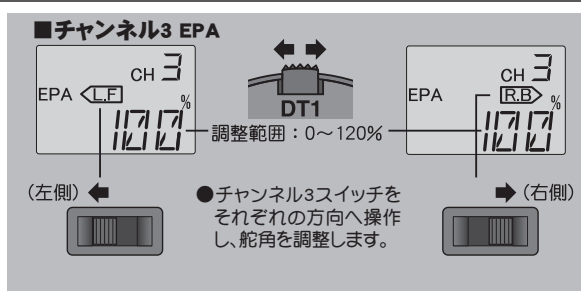 ■チャンネル3 EPA
CH 3
EPA L.F %
100
DT1
調整範囲：0～120%
CH 3
EPA R.B %
100
(左側)
(右側)
●チャンネル3スイッチを
それぞれの方向へ操作
し、舵角を調整します。